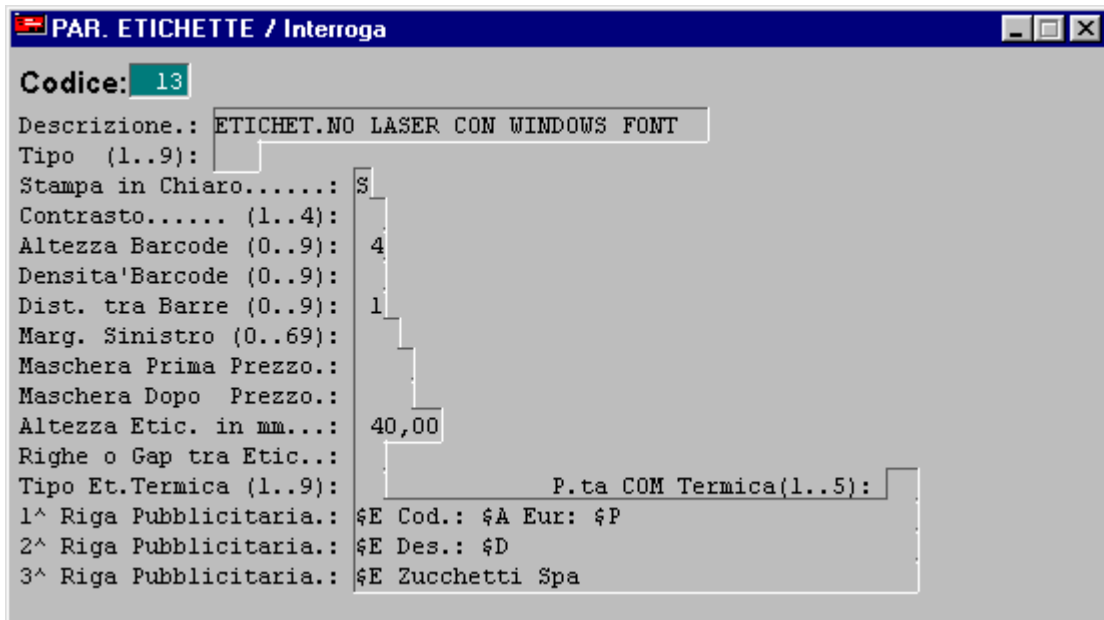 PAR. ETICHETTE / Interroga
Codice: 13
Descrizione.: ETICHET.NO LASER CON WINDOWS FONT
Tipo (1..9):
Stampa in Chiaro......: S
Contrasto...... (1..4):
Altezza Barcode (0..9): 4
Densita'Barcode (0..9):
Dist. tra Barre (0..9): 1
Marg. Sinistro (0..69):
Maschera Prima Prezzo.:
Maschera Dopo Prezzo.:
Altezza Etic. in mm...: 40,00
Righe o Gap tra Etic..:
Tipo Et.Termica (1..9): P.ta COM Termica(1..5):
1^ Riga Pubblicitaria.: $E Cod.: $A Eur: $P
2^ Riga Pubblicitaria.: $E Des.: $D
3^ Riga Pubblicitaria.: $E Zucchetti Spa